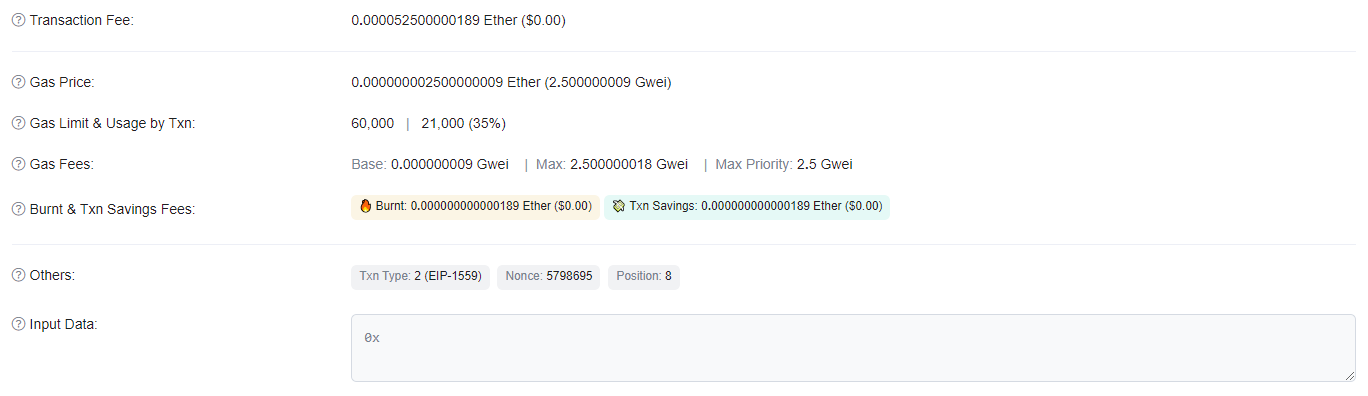 Transaction Fee: 0.000052500000189 Ether ($0.00)
Gas Price: 0.000000002500000009 Ether (2.500000009 Gwei)
Gas Limit & Usage by Txn: 60,000 | 21,000 (35%)
Gas Fees: Base: 0.000000009 Gwei | Max: 2.500000018 Gwei | Max Priority: 2.5 Gwei
Burnt & Txn Savings Fees: Burnt: 0.000000000000189 Ether ($0.00) Txn Savings: 0.000000000000189 Ether ($0.00)
Others: Txn Type: 2 (EIP-1559) Nonce: 5798695 Position: 8
Input Data: 0x